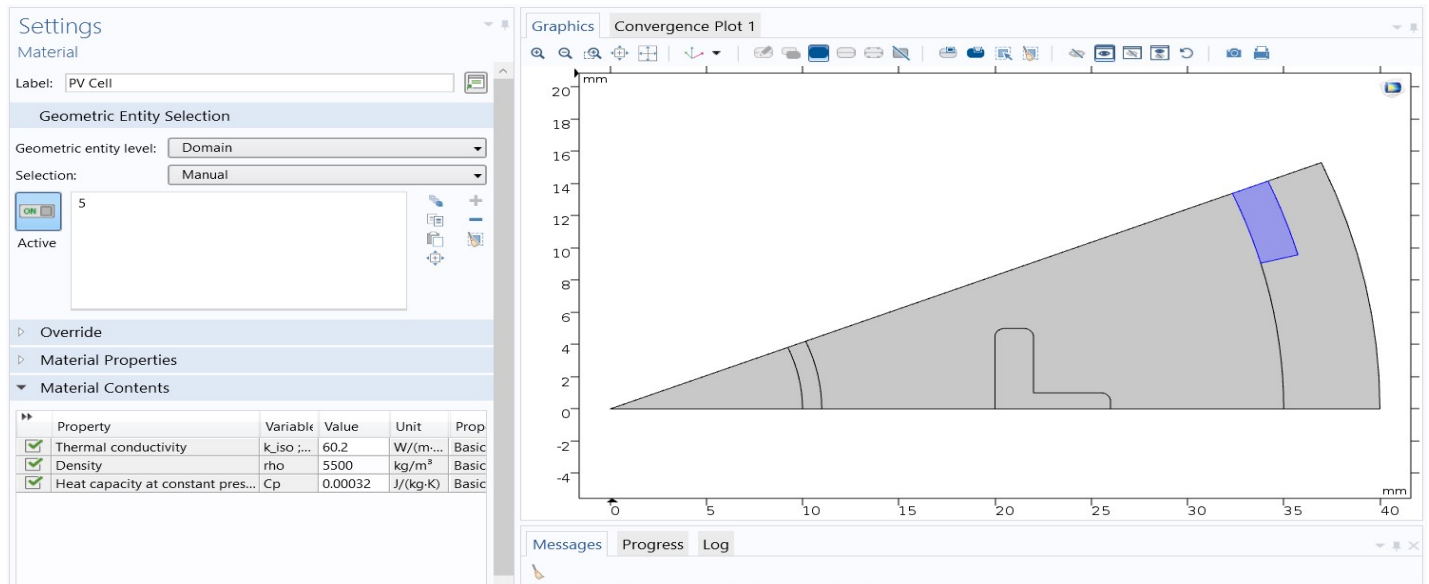 Settings
Material
Label: PV Cell
Geometric Entity Selection
Geometric entity level: Domain
Selection: Manual
ON
Active
5
Override
Material Properties
Material Contents
Property Variable Value Unit Prop
Thermal conductivity k_iso ;... 60.2 W/(m·... Basic
Density rho 5500 kg/m³ Basic
Heat capacity at constant pres... Cp 0.00032 J/(kg·K) Basic
Graphics Convergence Plot 1
mm
20
18
16
14
12
10
8
6
4
2
0
-2
-4
mm
0 5 10 15 20 25 30 35 40
Messages Progress Log